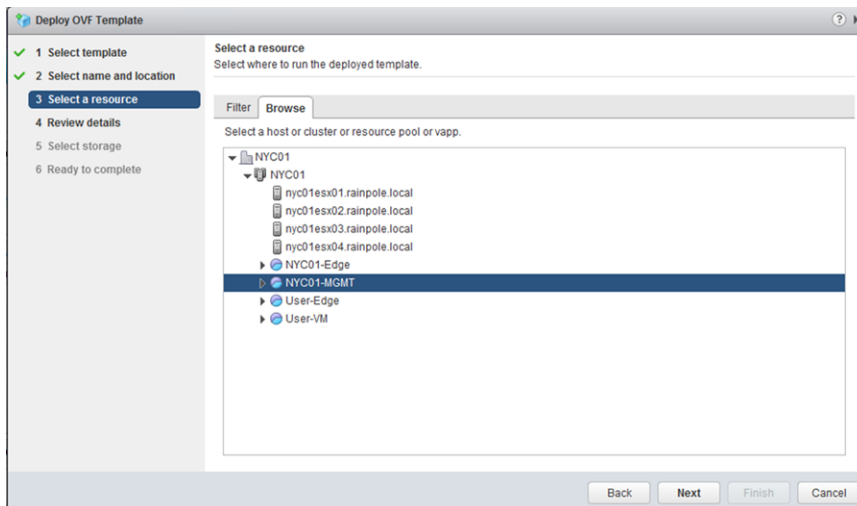 Deploy OVF Template
?
1 Select template
2 Select name and location
3 Select a resource
4 Review details
5 Select storage
6 Ready to complete
Select a resource
Select where to run the deployed template.
Filter
Browse
Select a host or cluster or resource pool or vapp.
NYC01
NYC01
nyc01esx01.rainpole.local
nyc01esx02.rainpole.local
nyc01esx03.rainpole.local
nyc01esx04.rainpole.local
NYC01-Edge
NYC01-MGMT
User-Edge
User-VM
Back
Next
Finish
Cancel